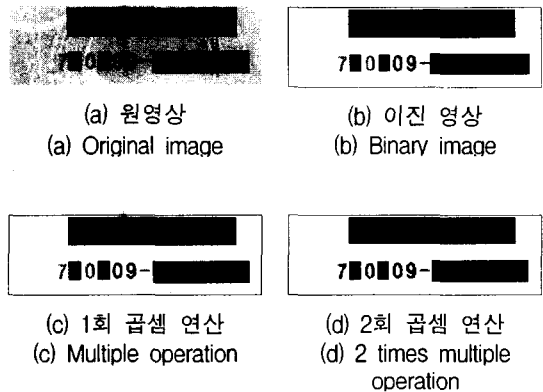 7■0■09-
7■0■09-
(a) 원영상
(b) 이진 영상
(a) Original image
(b) Binary image
7■0■09-
7■0■09-
(c) 1회 곱셈 연산
(d) 2회 곱셈 연산
(c) Multiple operation
(d) 2 times multiple
operation